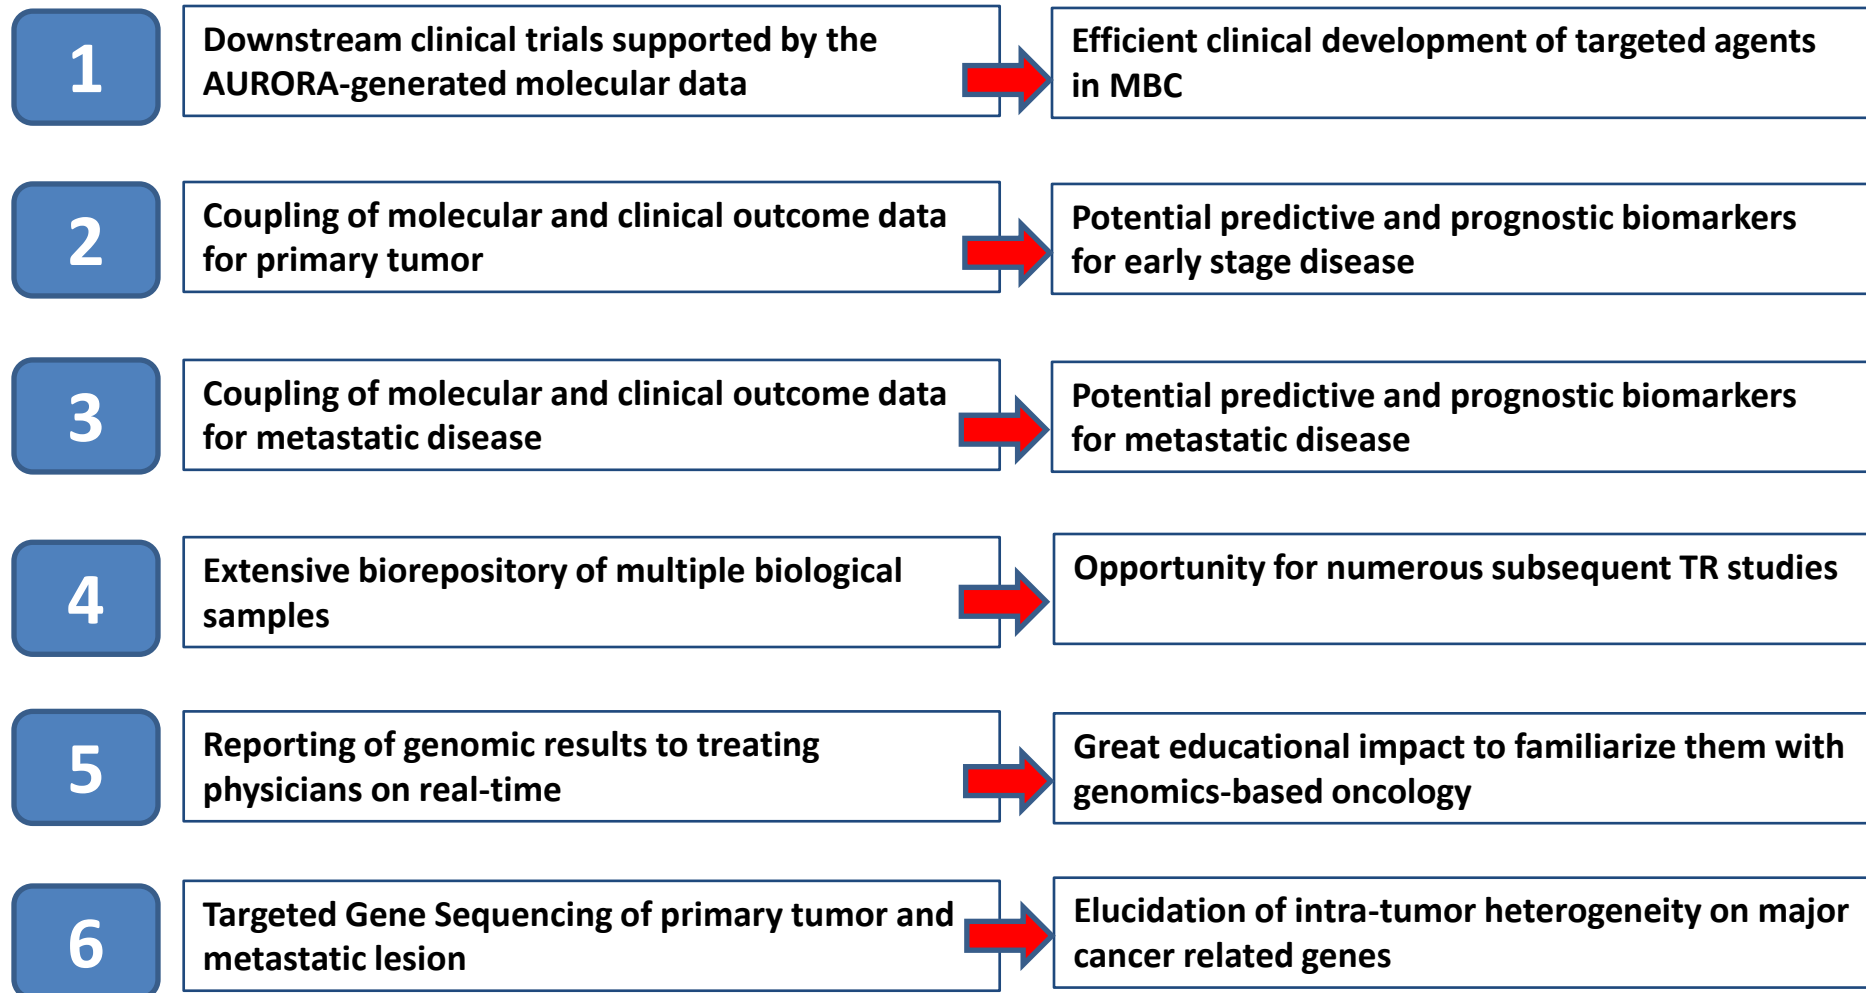 1
Downstream clinical trials supported by the
AURORA-generated molecular data
Efficient clinical development of targeted agents
in MBC
2
Coupling of molecular and clinical outcome data
for primary tumor
Potential predictive and prognostic biomarkers
for early stage disease
3
Coupling of molecular and clinical outcome data
for metastatic disease
Potential predictive and prognostic biomarkers
for metastatic disease
4
Extensive biorepository of multiple biological
samples
Opportunity for numerous subsequent TR studies
5
Reporting of genomic results to treating
physicians on real-time
Great educational impact to familiarize them with
genomics-based oncology
6
Targeted Gene Sequencing of primary tumor and
metastatic lesion
Elucidation of intra-tumor heterogeneity on major
cancer related genes